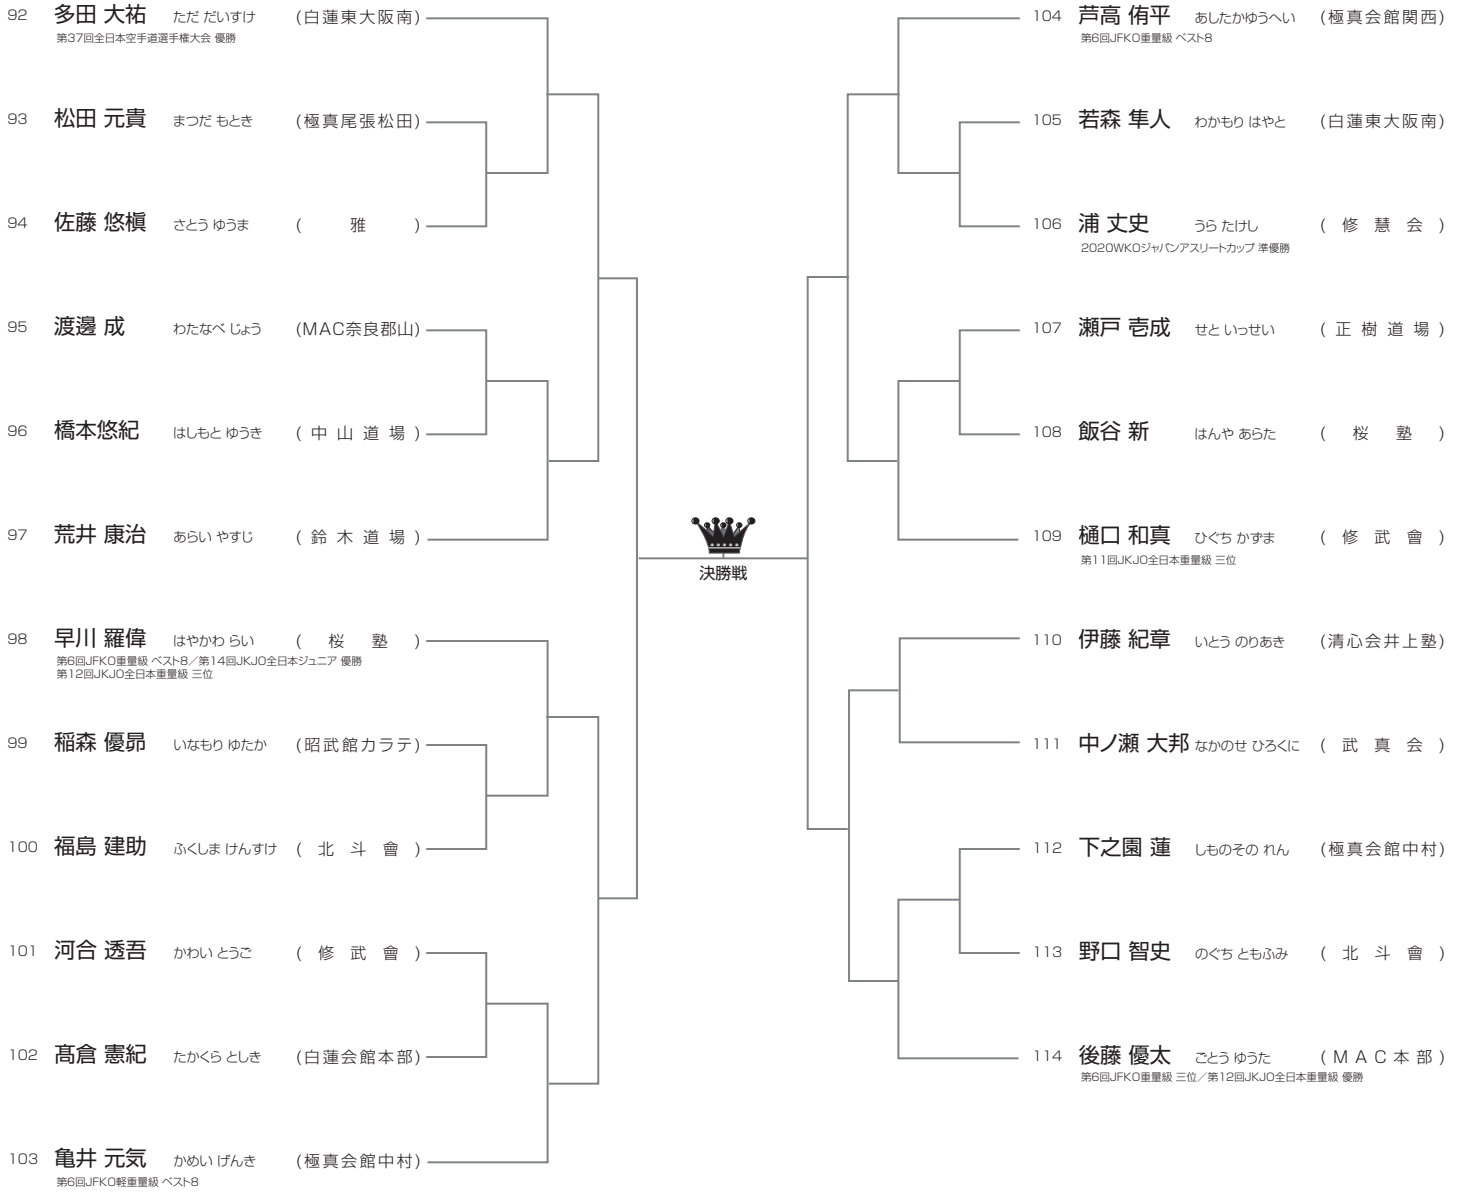 92 多田 大祐 ただ だいすけ (白蓮東大阪南)
第37回全日本空手道選手権大会 優勝
93 松田 元貴 まつだ もとき (極真尾張松田)
94 佐藤 悠槇 さとう ゆうま ( 雅 )
95 渡邊 成 わたなべ じょう (MAC奈良郡山)
96 橋本悠紀 はしもと ゆうき ( 中 山 道 場 )
97 荒井 康治 あらい やすじ ( 鈴 木 道 場 )
98 早川 羅偉 はやかわ らい ( 桜 塾 )
第6回JFKO重量級 ベスト8／第14回JKJO全日本ジュニア 優勝
第12回JKJO全日本重量級 三位
99 稲森 優昴 いなもり ゆたか (昭武館カラテ)
100 福島 建助 ふくしま けんすけ ( 北 斗 會 )
101 河合 透吾 かわい とうご ( 修 武 會 )
102 髙倉 憲紀 たかくら としき (白蓮会館本部)
103 亀井 元気 かめい げんき (極真会館中村)
第6回JFKO軽重量級 ベスト8
決勝戦
104 芦高 侑平 あしたかゆうへい (極真会館関西)
第6回JFKO重量級 ベスト8
105 若森 隼人 わかもり はやと (白蓮東大阪南)
106 浦 丈史 うら たけし ( 修 慧 会 )
2020WKOジャパンアスリートカップ 準優勝
107 瀬戸 壱成 せと いっせい ( 正 樹 道 場 )
108 飯谷 新 はんや あらた ( 桜 塾 )
109 樋口 和真 ひぐち かずま ( 修 武 會 )
第11回JKJO全日本重量級 三位
110 伊藤 紀章 いとう のりあき (清心会井上塾)
111 中ノ瀬 大邦 なかのせ ひろくに ( 武 真 会 )
112 下之園 蓮 しものその れん (極真会館中村)
113 野口 智史 のぐち ともふみ ( 北 斗 會 )
114 後藤 優太 ごとう ゆうた ( M A C 本 部 )
第6回JFKO重量級 三位／第12回JKJO全日本重量級 優勝